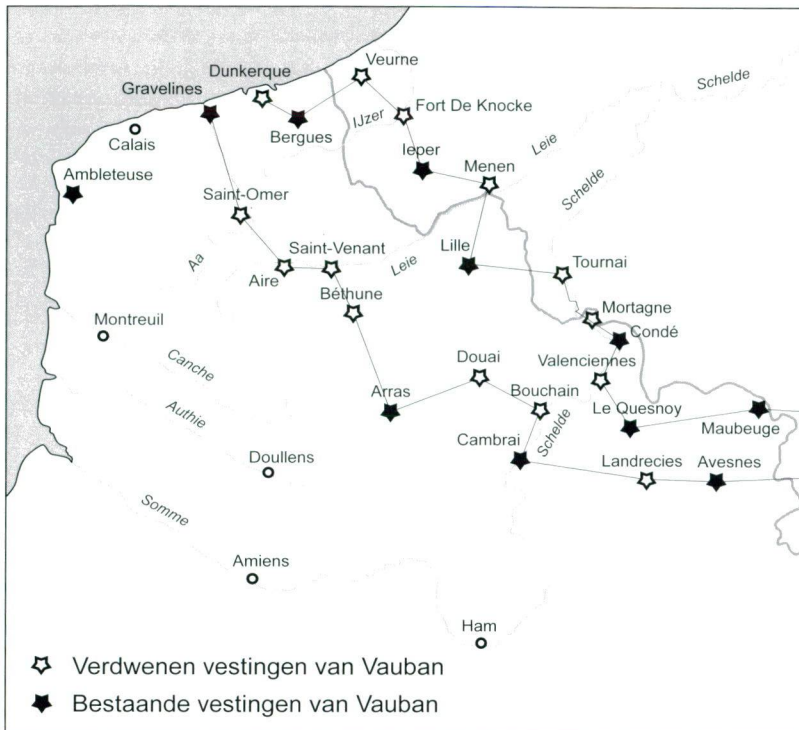 Veurne
Dunkerque
Schelde
Gravelines
Fort De Knocke
IJzer
Bergues
Calais
Ieper
Leie
Menen
Ambleteuse
Schelde
Saint-Omer
Aa
Saint-Venant
Leie
Lille
Tournai
Aire
Béthune
Mortagne
Montreuil
Condé
Canche
Douai
Valenciennes
Arras
Bouchain
Authie
Le Quesnoy
Schelde
Maubeuge
Cambrai
Doullens
Landrecies
Avesnes
Somme
Amiens
Ham
Verdwenen vestingen van Vauban
Bestaande vestingen van Vauban